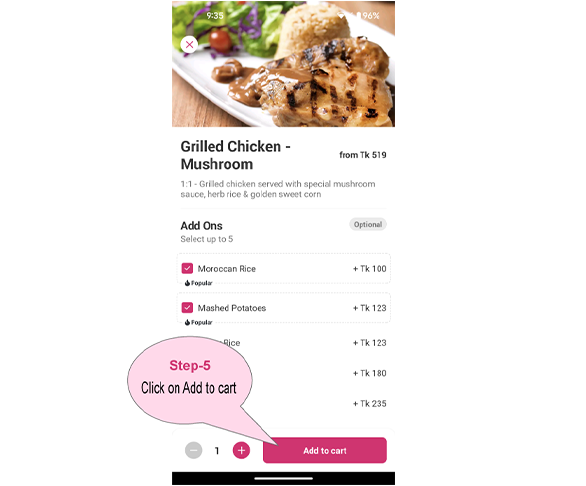 9:35
96%
Grilled Chicken -
Mushroom
from Tk 519
1:1 - Grilled chicken served with special mushroom
sauce, herb rice & golden sweet corn
Add Ons
Optional
Select up to 5
Moroccan Rice + Tk 100
Popular
Mashed Potatoes + Tk 123
Popular
Rice + Tk 123
+ Tk 180
+ Tk 235
Step-5
Click on Add to cart
1
Add to cart